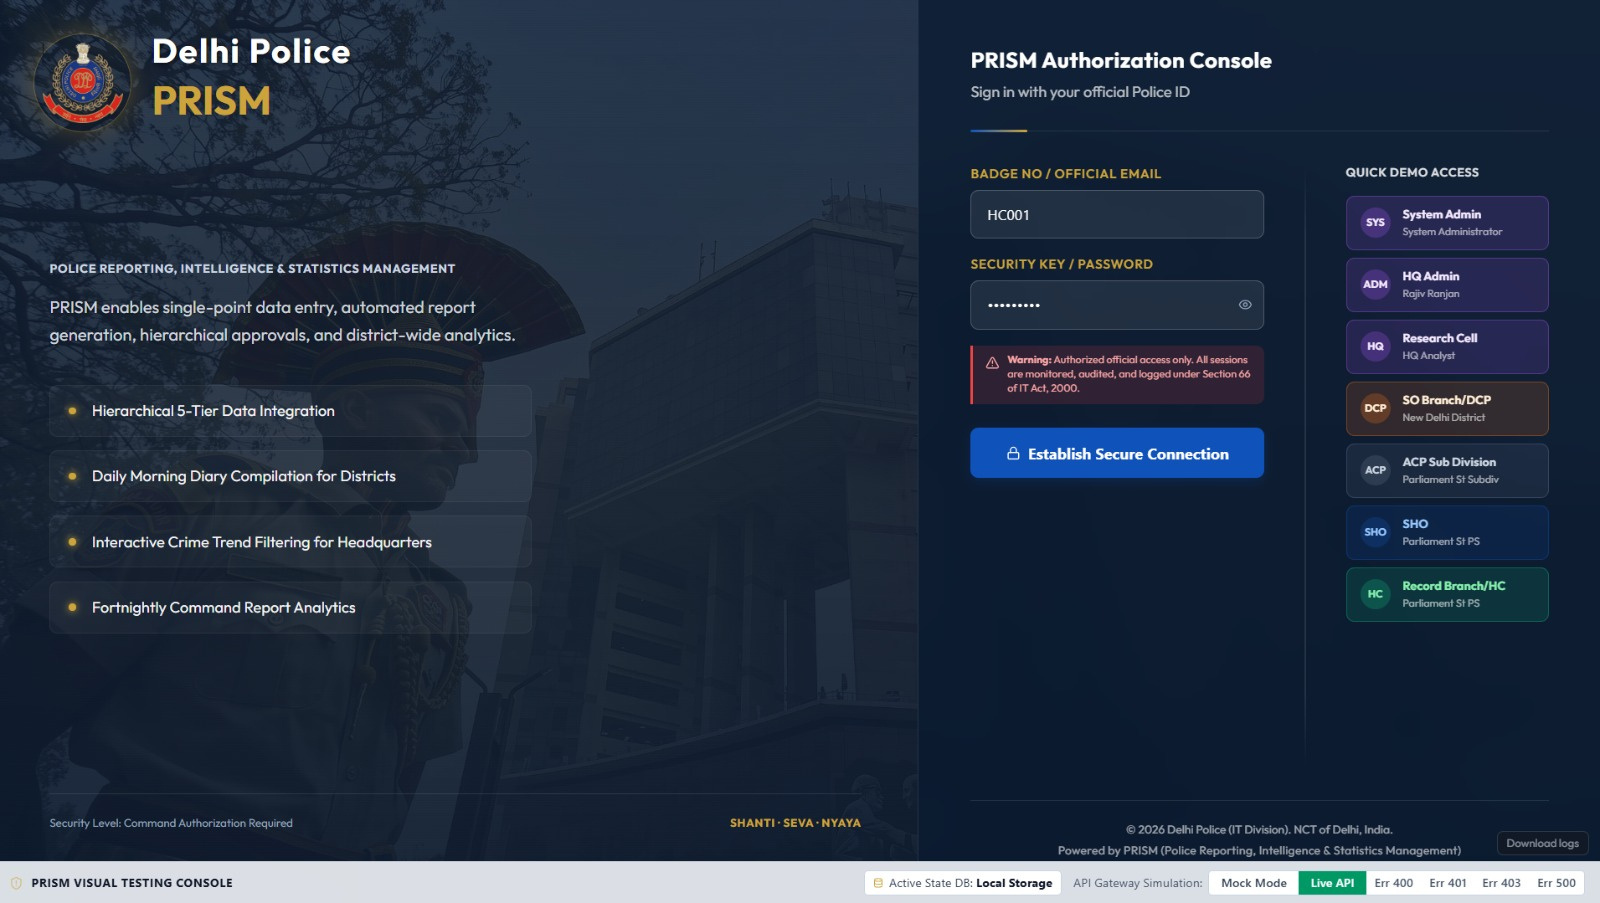 Delhi Police
PRISM
POLICE REPORTING, INTELLIGENCE & STATISTICS MANAGEMENT
PRISM enables single-point data entry, automated report
generation, hierarchical approvals, and district-wide analytics.
Hierarchical 5-Tier Data Integration
Daily Morning Diary Compilation for Districts
Interactive Crime Trend Filtering for Headquarters
Fortnightly Command Report Analytics
Security Level: Command Authorization Required
SHANTI · SEVA · NYAYA
PRISM Authorization Console
Sign in with your official Police ID
BADGE NO / OFFICIAL EMAIL
HC001
SECURITY KEY / PASSWORD
•••••••••
Warning: Authorized official access only. All sessions
are monitored, audited, and logged under Section 66
of IT Act, 2000.
Establish Secure Connection
QUICK DEMO ACCESS
SYS
System Admin
System Administrator
ADM
HQ Admin
Rajiv Ranjan
HQ
Research Cell
HQ Analyst
DCP
SO Branch/DCP
New Delhi District
ACP
ACP Sub Division
Parliament St Subdiv
SHO
SHO
Parliament St PS
HC
Record Branch/HC
Parliament St PS
© 2026 Delhi Police (IT Division). NCT of Delhi, India.
Powered by PRISM (Police Reporting, Intelligence & Statistics Management)
Download logs
PRISM VISUAL TESTING CONSOLE
Active State DB: Local Storage
API Gateway Simulation:
Mock Mode
Live API
Err 400
Err 401
Err 403
Err 500